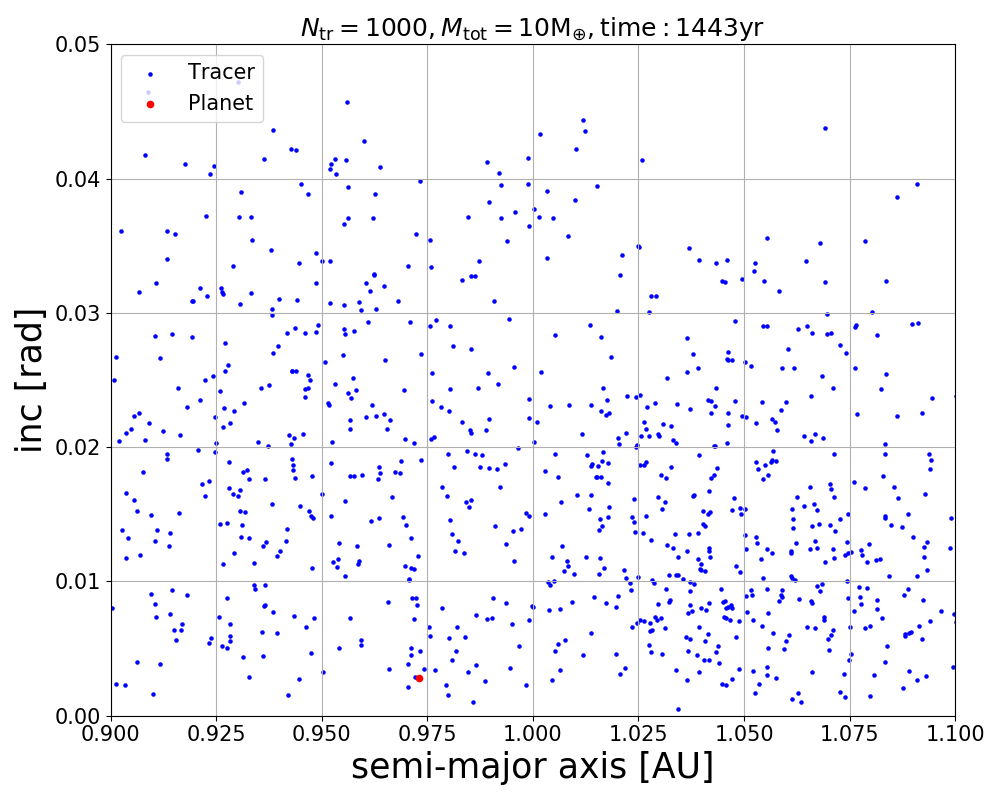 N_tr = 1000, M_tot = 10M_⊕, time : 1443yr
0.05
Tracer
Planet
0.04
0.03
0.02
0.01
0.00
inc [rad]
0.900 0.925 0.950 0.975 1.000 1.025 1.050 1.075 1.100
semi-major axis [AU]